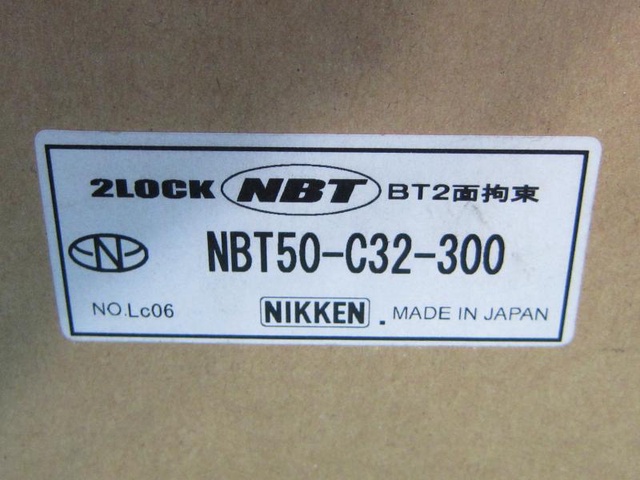 2LOCK NBT BT2面拘束
N NBT50-C32-300
NO.Lc06 NIKKEN. MADE IN JAPAN